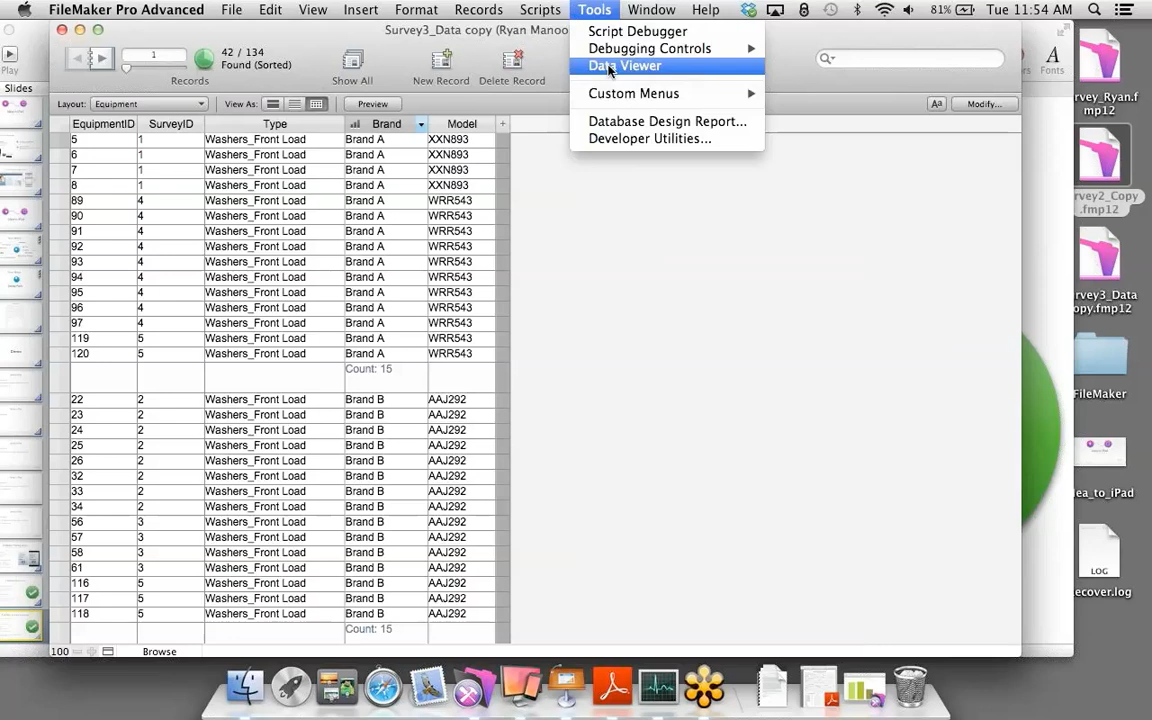 FileMaker Pro Advanced File Edit View Insert Format Records Scripts Tools Window Help 81% Tue 11:54 AM
Survey3_Data copy (Ryan Manoo
Script Debugger
Debugging Controls
Data Viewer
Custom Menus
Database Design Report...
Developer Utilities...
Play
Slides
1
42 / 134
Found (Sorted)
Records
Show All
New Record
Delete Record
Fonts
Layout: Equipment View As: Preview Aa Modify...
EquipmentID SurveyID Type Brand Model +
5 1 Washers_Front Load Brand A XXN893
6 1 Washers_Front Load Brand A XXN893
7 1 Washers_Front Load Brand A XXN893
8 1 Washers_Front Load Brand A XXN893
89 4 Washers_Front Load Brand A WRR543
90 4 Washers_Front Load Brand A WRR543
91 4 Washers_Front Load Brand A WRR543
92 4 Washers_Front Load Brand A WRR543
93 4 Washers_Front Load Brand A WRR543
94 4 Washers_Front Load Brand A WRR543
95 4 Washers_Front Load Brand A WRR543
96 4 Washers_Front Load Brand A WRR543
97 4 Washers_Front Load Brand A WRR543
119 5 Washers_Front Load Brand A WRR543
120 5 Washers_Front Load Brand A WRR543
Count: 15
22 2 Washers_Front Load Brand B AAJ292
23 2 Washers_Front Load Brand B AAJ292
24 2 Washers_Front Load Brand B AAJ292
25 2 Washers_Front Load Brand B AAJ292
26 2 Washers_Front Load Brand B AAJ292
32 2 Washers_Front Load Brand B AAJ292
33 2 Washers_Front Load Brand B AAJ292
34 2 Washers_Front Load Brand B AAJ292
56 3 Washers_Front Load Brand B AAJ292
57 3 Washers_Front Load Brand B AAJ292
58 3 Washers_Front Load Brand B AAJ292
61 3 Washers_Front Load Brand B AAJ292
116 5 Washers_Front Load Brand B AAJ292
117 5 Washers_Front Load Brand B AAJ292
118 5 Washers_Front Load Brand B AAJ292
Count: 15
100 Browse
rvey_Ryan.f
mp12
rvey2_Copy
.fmp12
rvey3_Data
copy.fmp12
FileMaker
dea_to_iPad
LOG
Recover.log